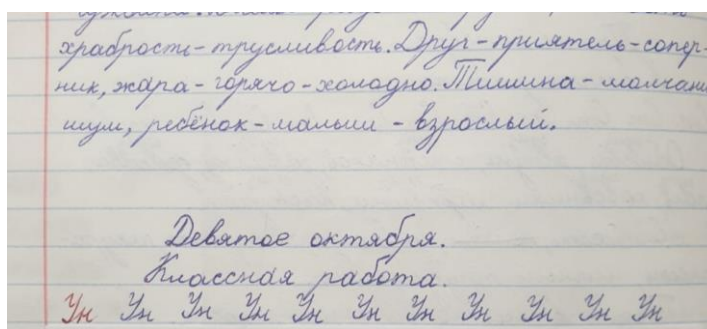 храбрость-трусливость. Друг-приятель-сопер-
ник, жара-горячо-холодно. Тишина-молчани
шум, ребёнок-малыш-взрослый.
Девятое октября.
Классная работа.
Ун Ун Ун Ун Ун Ун Ун Ун Ун Ун Ун